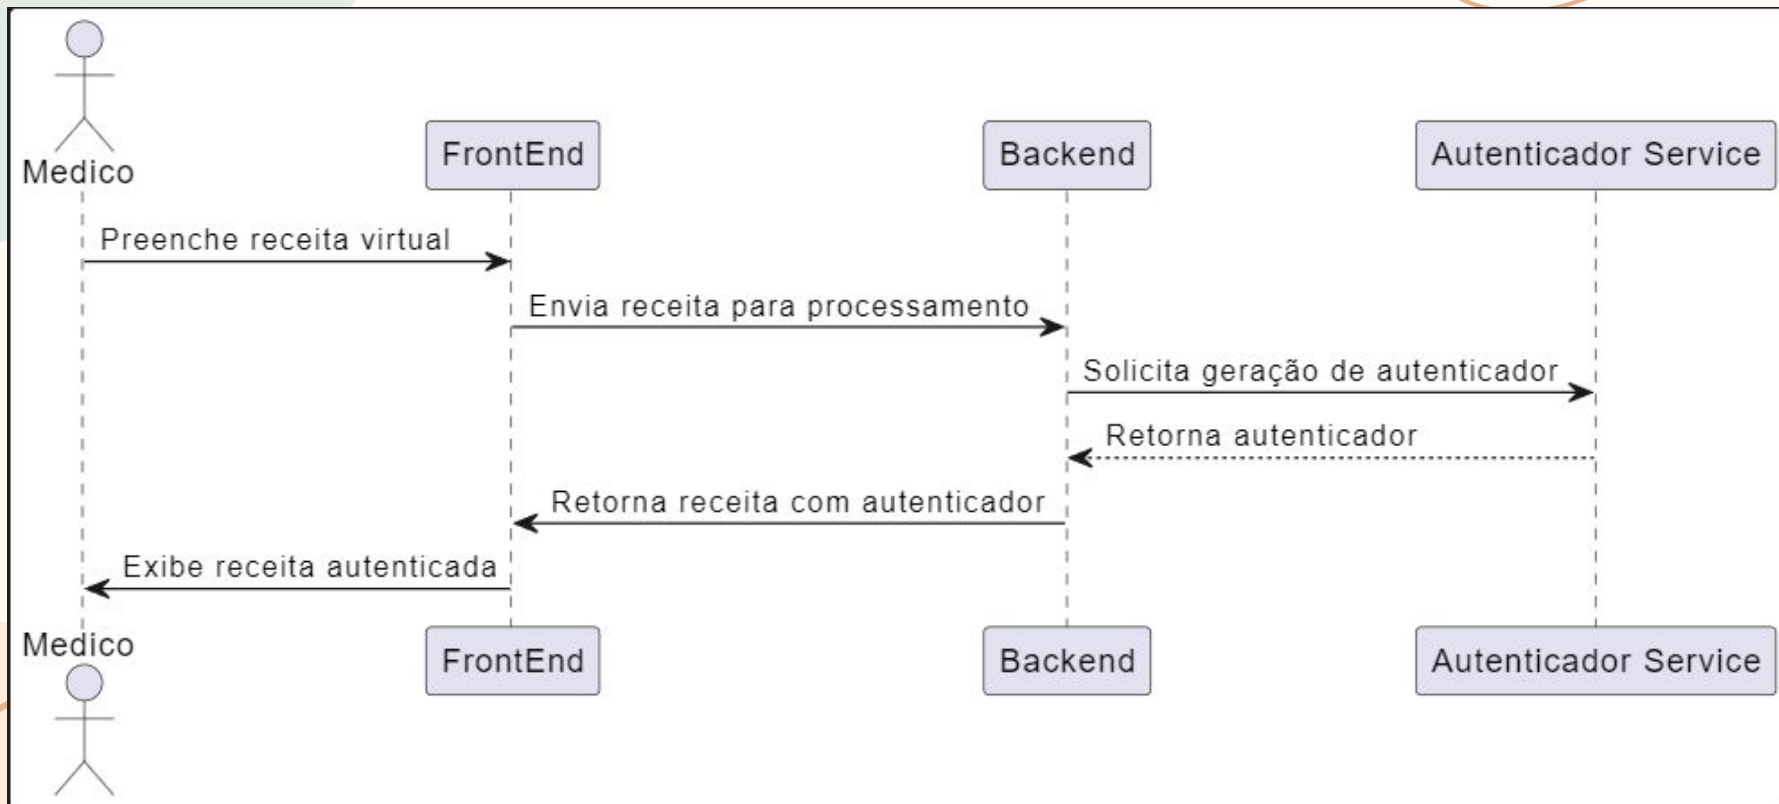 Medico
FrontEnd
Backend
Autenticador Service
Preenche receita virtual
Envia receita para processamento
Solicita geração de autenticador
Retorna autenticador
Retorna receita com autenticador
Exibe receita autenticada
Medico
FrontEnd
Backend
Autenticador Service